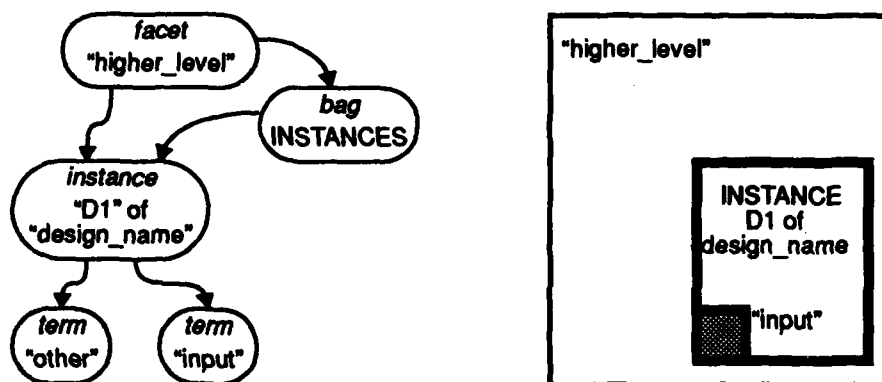 facet
"higher_level"
bag
INSTANCES
instance
"D1" of
"design_name"
term
"other"
term
"input"
"higher_level"
INSTANCE
D1 of
design_name
"input"